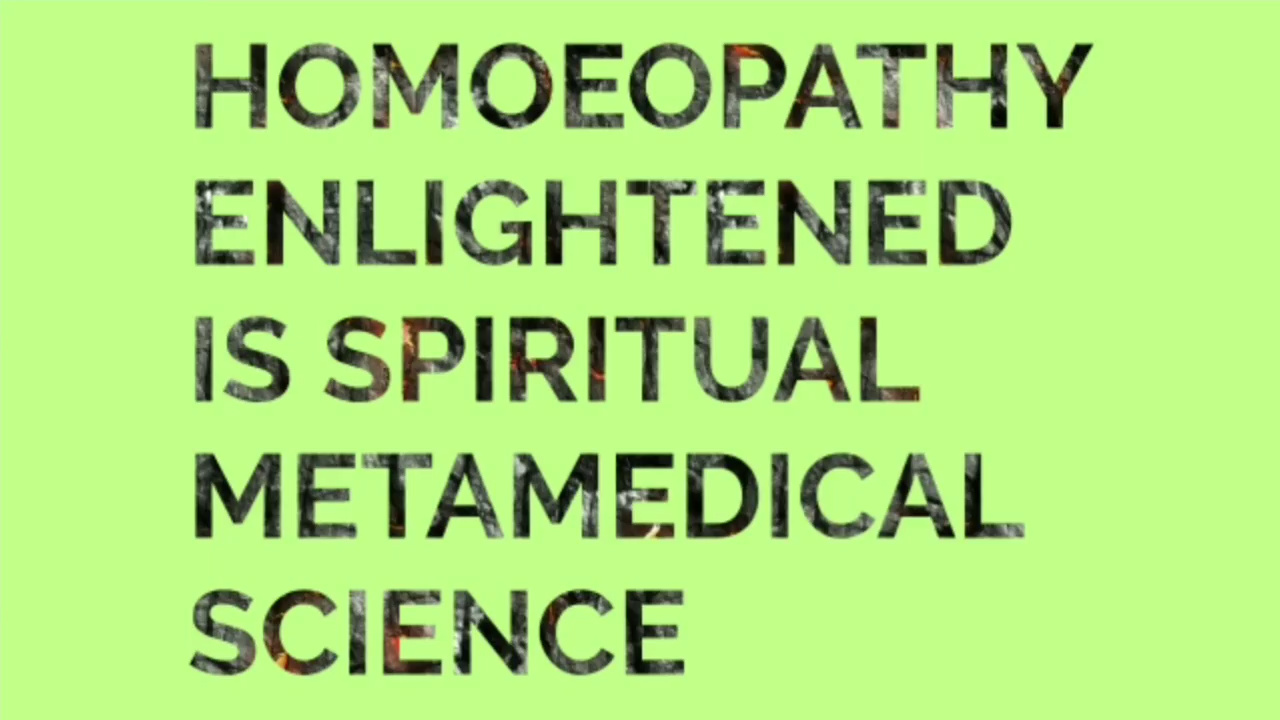 HOMOEOPATHY
ENLIGHTENED
IS SPIRITUAL
METAMEDICAL
SCIENCE